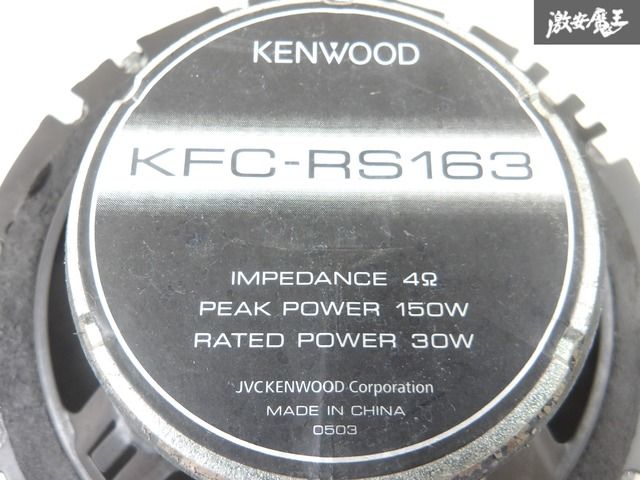 激安魔王
KENWOOD
KFC-RS163
IMPEDANCE 4Ω
PEAK POWER 150W
RATED POWER 30W
JVCKENWOOD Corporation
MADE IN CHINA
0503